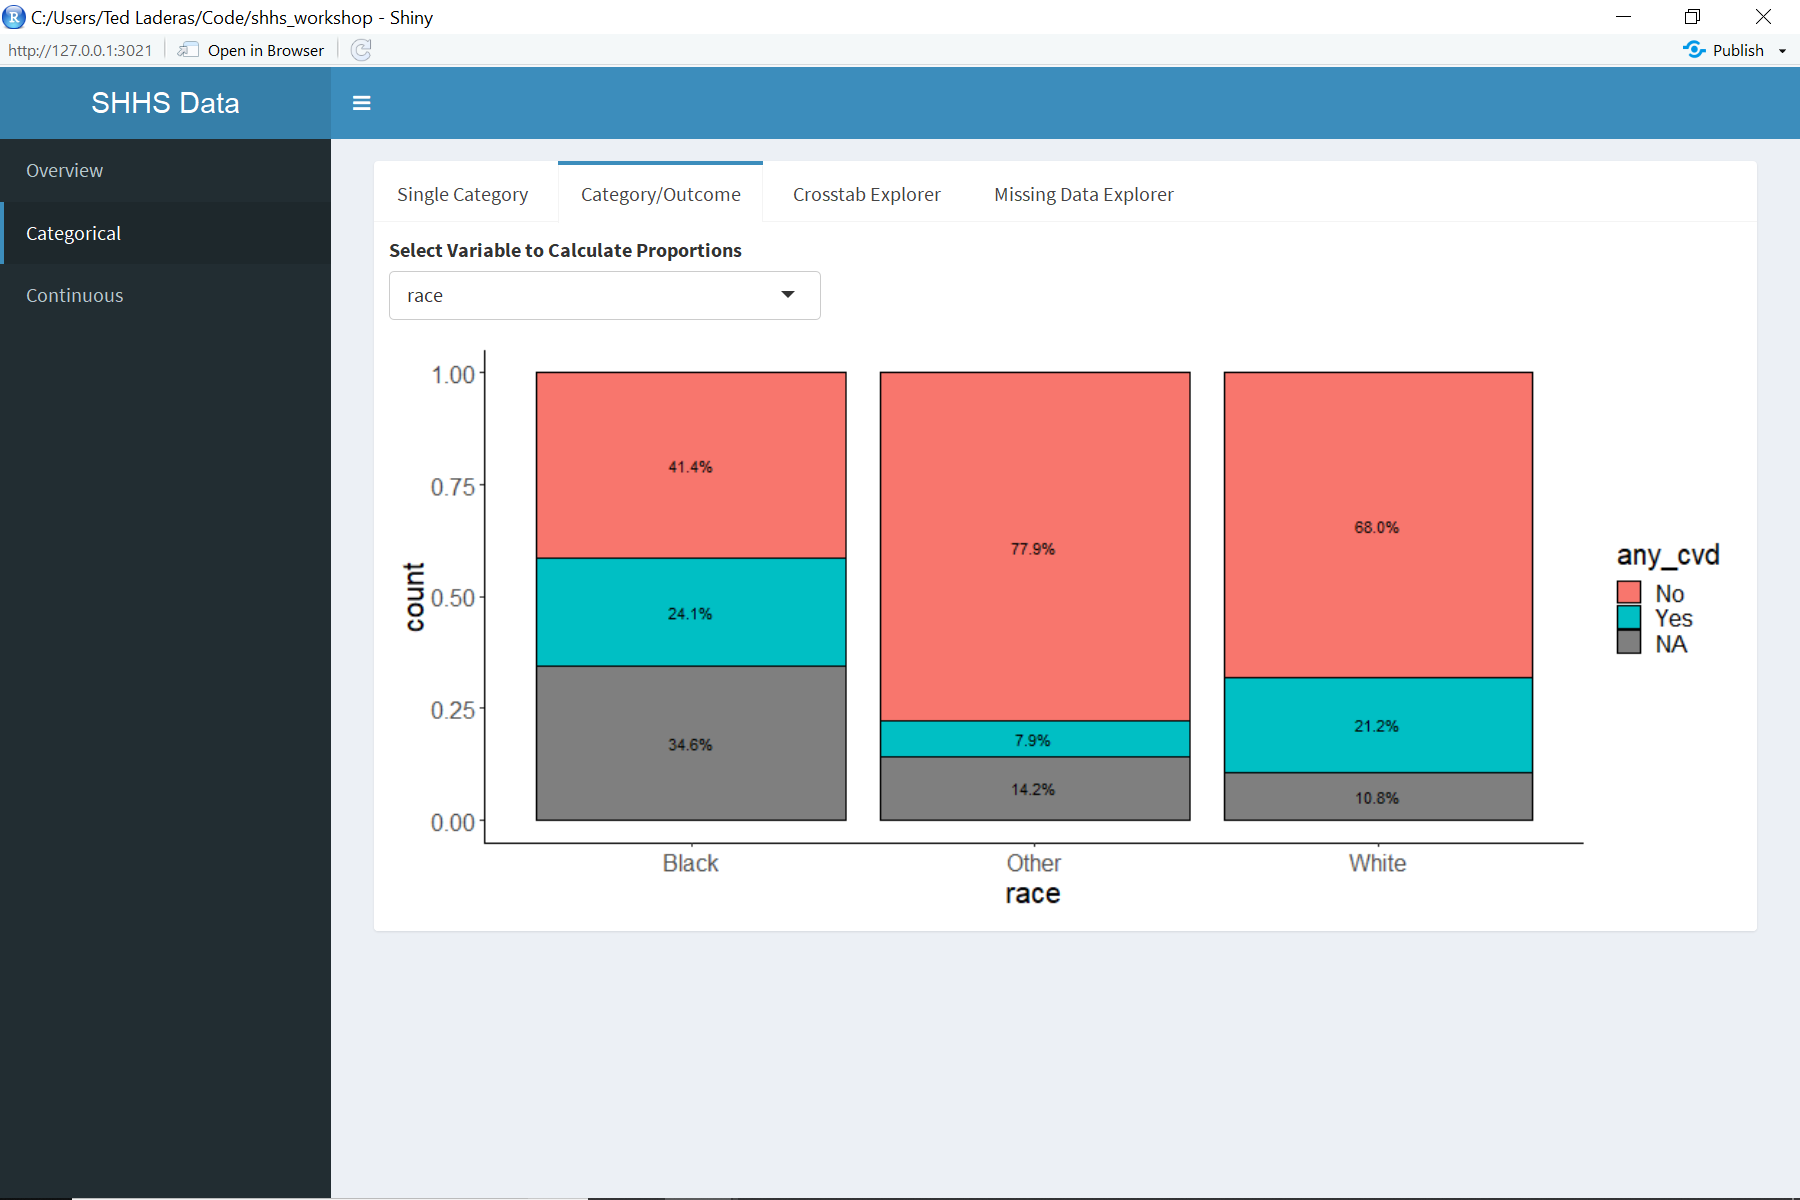 C:/Users/Ted Laderas/Code/shhs_workshop - Shiny
http://127.0.0.1:3021
Open in Browser
Publish
SHHS Data
Overview
Categorical
Continuous
Single Category
Category/Outcome
Crosstab Explorer
Missing Data Explorer
Select Variable to Calculate Proportions
race
count
1.00
0.75
0.50
0.25
0.00
41.4%
24.1%
34.6%
77.9%
7.9%
14.2%
68.0%
21.2%
10.8%
Black
Other
White
race
any_cvd
No
Yes
NA